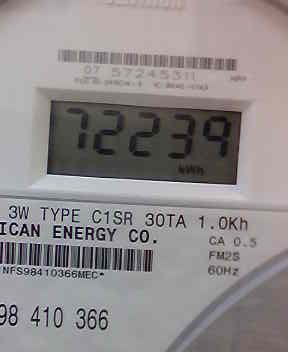 07 57245311
72239
kWh
3W TYPE C1SR 30TA 1.0Kh
ICAN ENERGY CO.
CA 0.5
FM2S
60Hz
NFS98410366MEC*
98 410 366